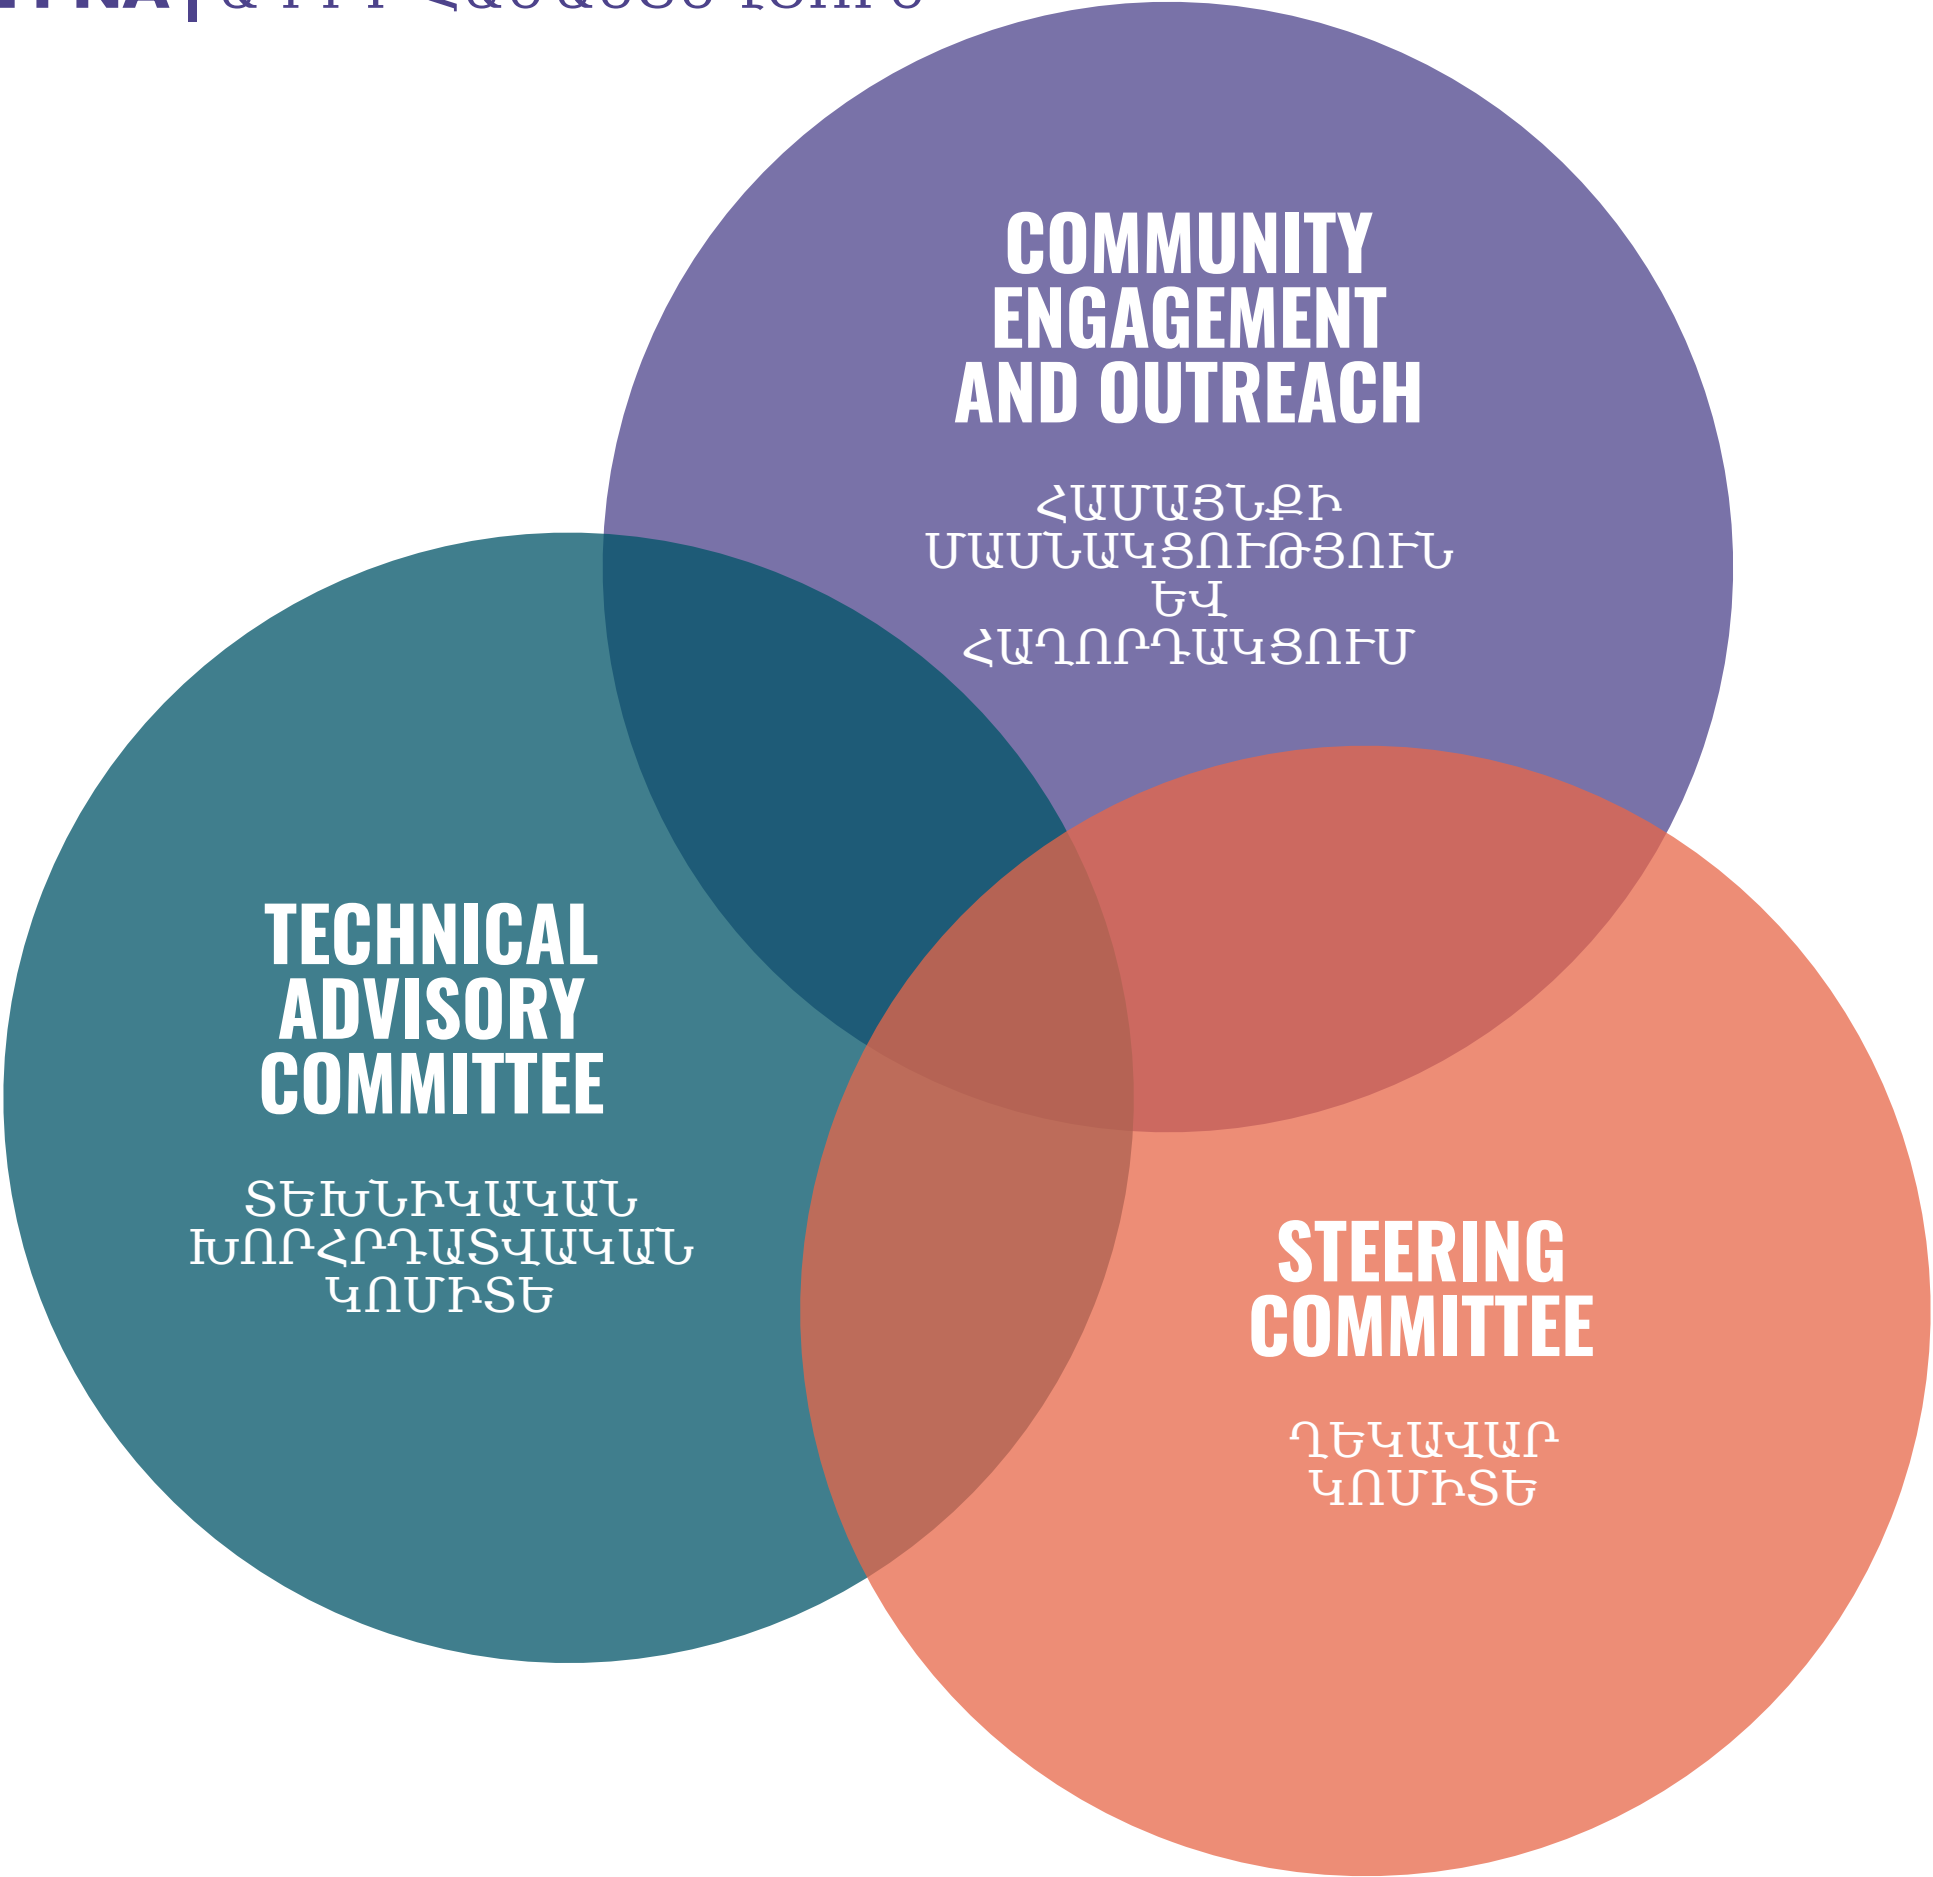 COMMUNITY
ENGAGEMENT
AND OUTREACH
ՀԱՄԱՅՆՔԻ
ՄԱՍՆԱԿՑՈՒԹՅՈՒՆ
ԵՎ
ՀԱՂՈՐԴԱԿՑՈՒՄ
TECHNICAL
ADVISORY
COMMITTEE
ՏԵԽՆԻԿԱԿԱՆ
ԽՈՐՀՐԴԱՏՎԱԿԱՆ
ԿՈՄԻՏԵ
STEERING
COMMITTEE
ՂԵԿԱՎԱՐ
ԿՈՄԻՏԵ